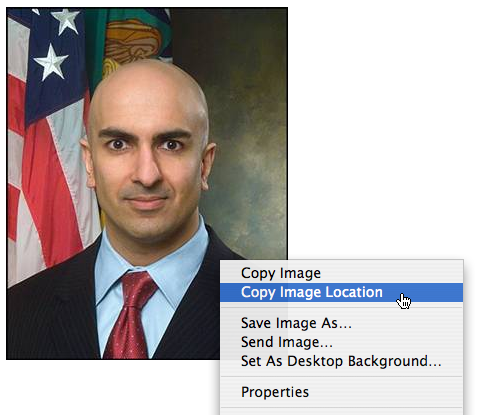 Copy Image
Copy Image Location
Save Image As…
Send Image…
Set As Desktop Background…
Properties